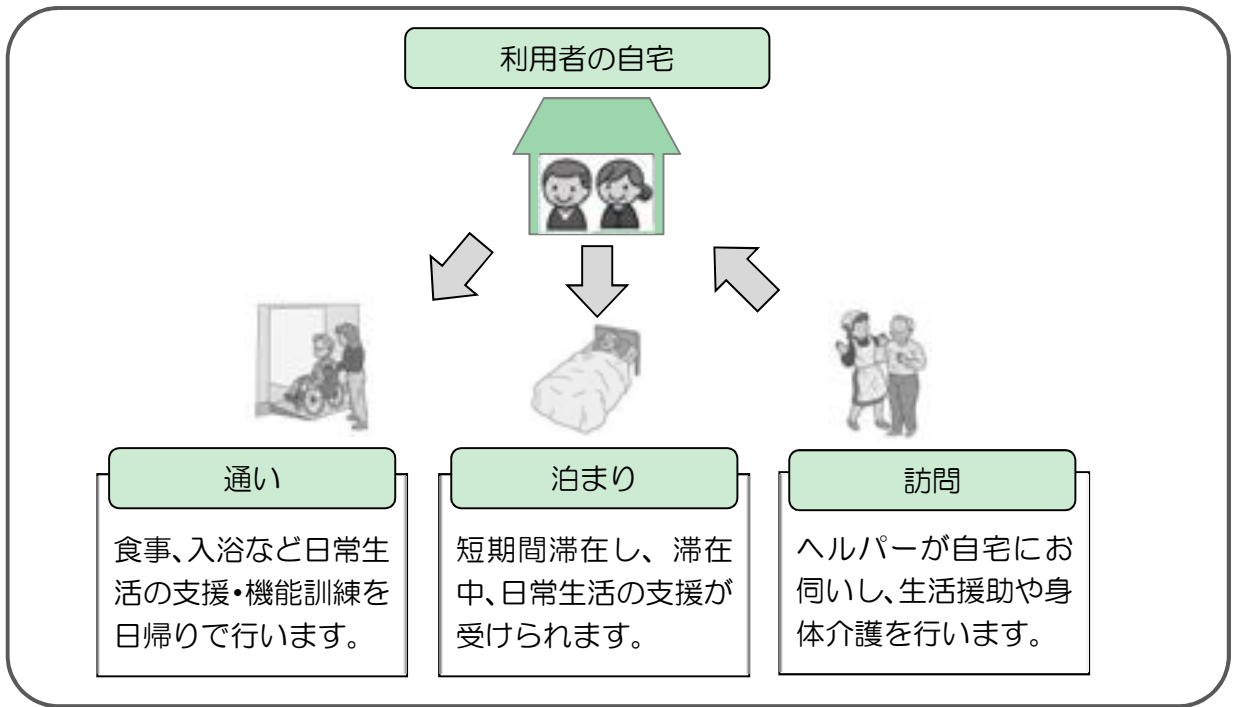 利用者の自宅
通い
食事、入浴など日常生
活の支援・機能訓練を
日帰りで行います。
泊まり
短期間滞在し、滞在
中、日常生活の支援が
受けられます。
訪問
ヘルパーが自宅にお
伺いし、生活援助や身
体介護を行います。